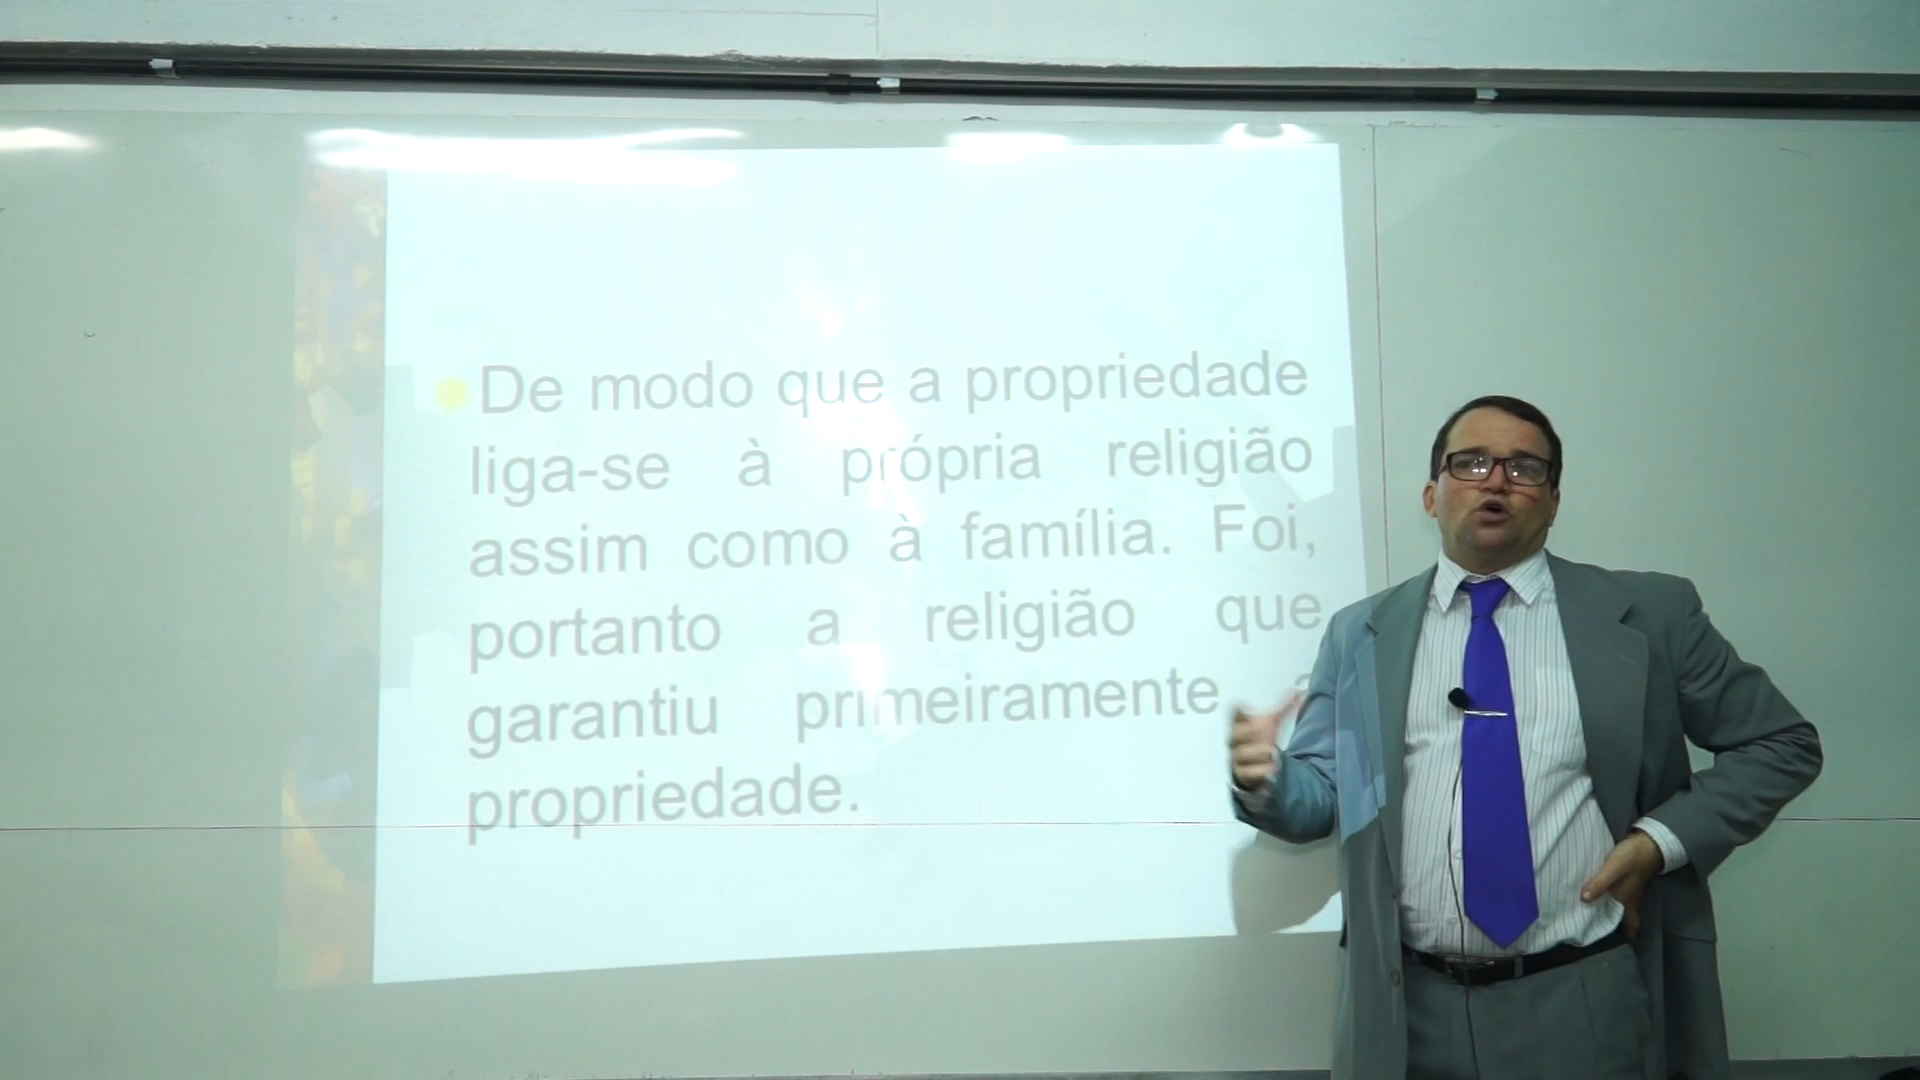 De modo que a propriedade
liga-se à própria religião
assim como à família. Foi,
portanto a religião que
garantiu primeiramente a
propriedade.